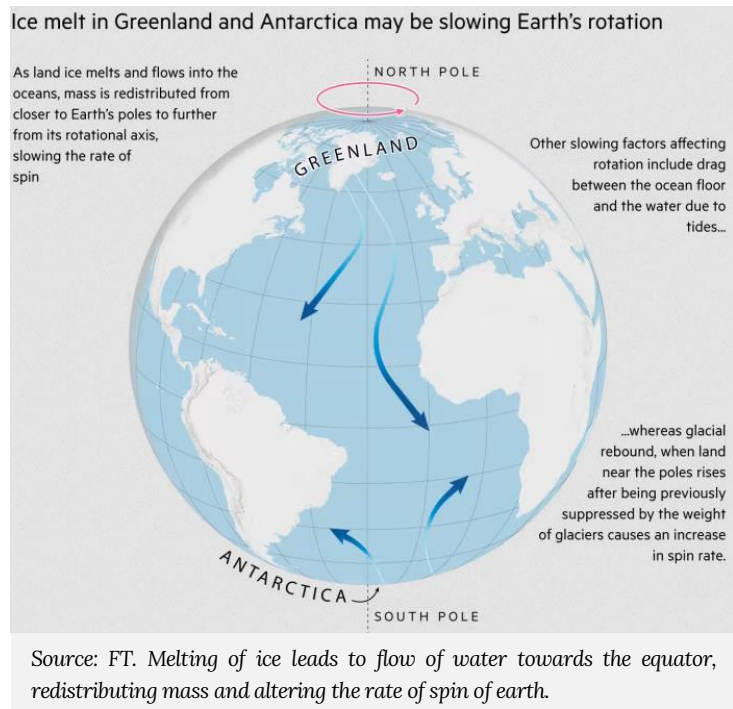 Ice melt in Greenland and Antarctica may be slowing Earth's rotation
As land ice melts and flows into the
oceans, mass is redistributed from
closer to Earth's poles to further
from its rotational axis,
slowing the rate of
spin
NORTH POLE
GREENLAND
Other slowing factors affecting
rotation include drag
between the ocean floor
and the water due to
tides...
...whereas glacial
rebound, when land
near the poles rises
after being previously
suppressed by the weight
of glaciers causes an increase
in spin rate.
ANTARCTICA
SOUTH POLE
Source: FT. Melting of ice leads to flow of water towards the equator,
redistributing mass and altering the rate of spin of earth.